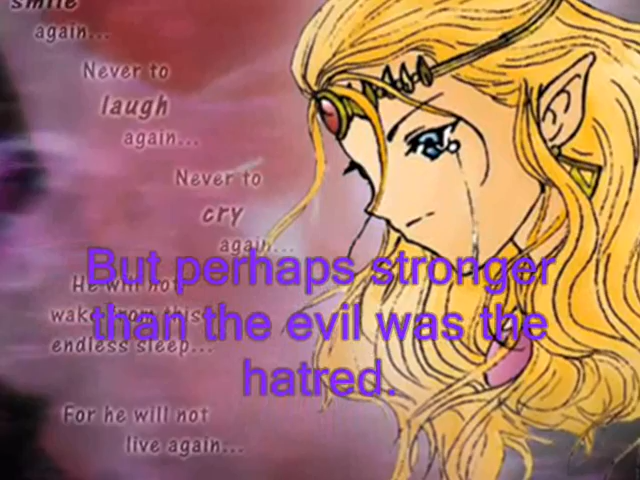 smile
again...
Never to
laugh
again...
Never to
cry
again...
He will not
wake from this
endless sleep...
For he will not
live again...
But perhaps stronger
than the evil was the
hatred.